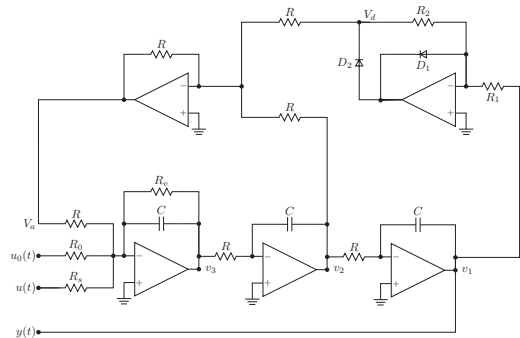 R V_d R_2
R D_2 D_1
− − R_1
+ R +
R_v
V_a R C C C
u_0(t) R_0 − R − R −
u(t) R_s + v_3 + v_2 + v_1
y(t)